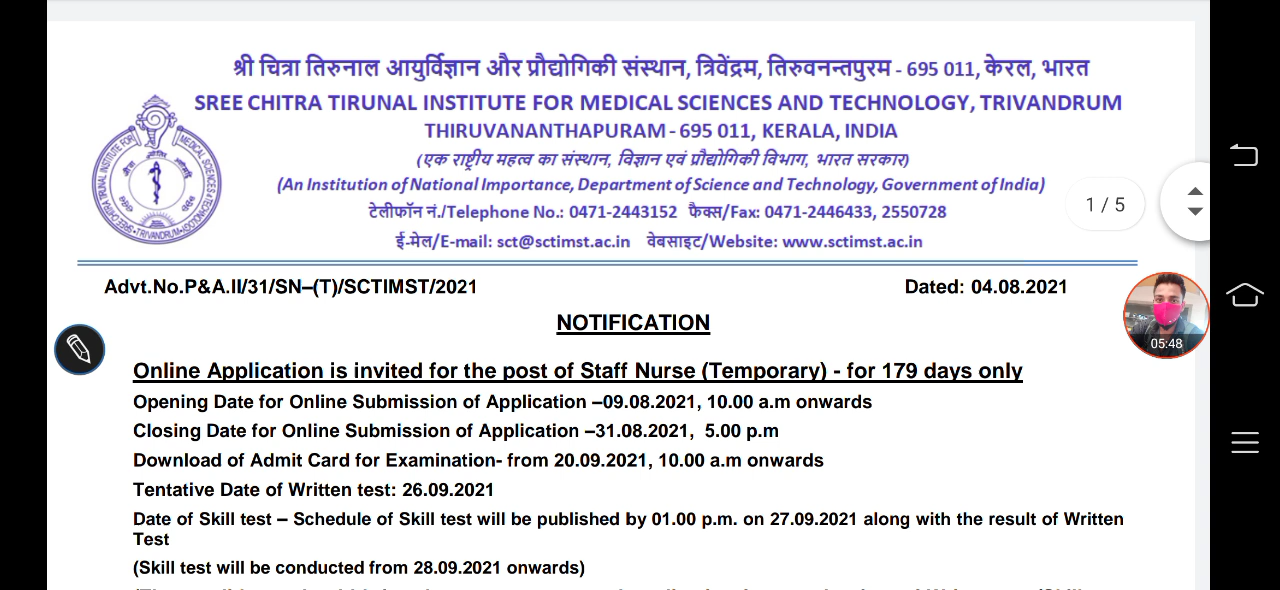 श्री चित्रा तिरुनाल आयुर्विज्ञान और प्रौद्योगिकी संस्थान, त्रिवेंद्रम, तिरुवनन्तपुरम - 695 011, केरल, भारत
SREE CHITRA TIRUNAL INSTITUTE FOR MEDICAL SCIENCES AND TECHNOLOGY, TRIVANDRUM
THIRUVANANTHAPURAM - 695 011, KERALA, INDIA
(एक राष्ट्रीय महत्व का संस्थान, विज्ञान एवं प्रौद्योगिकी विभाग, भारत सरकार)
(An Institution of National Importance, Department of Science and Technology, Government of India)
टेलीफॉन नं./Telephone No.: 0471-2443152 फैक्स/Fax: 0471-2446433, 2550728
ई-मेल/E-mail: sct@sctimst.ac.in वेबसाइट/Website: www.sctimst.ac.in
1 / 5
Advt.No.P&A.II/31/SN–(T)/SCTIMST/2021 Dated: 04.08.2021
NOTIFICATION
05:48
Online Application is invited for the post of Staff Nurse (Temporary) - for 179 days only
Opening Date for Online Submission of Application –09.08.2021, 10.00 a.m onwards
Closing Date for Online Submission of Application –31.08.2021, 5.00 p.m
Download of Admit Card for Examination- from 20.09.2021, 10.00 a.m onwards
Tentative Date of Written test: 26.09.2021
Date of Skill test – Schedule of Skill test will be published by 01.00 p.m. on 27.09.2021 along with the result of Written
Test
(Skill test will be conducted from 28.09.2021 onwards)